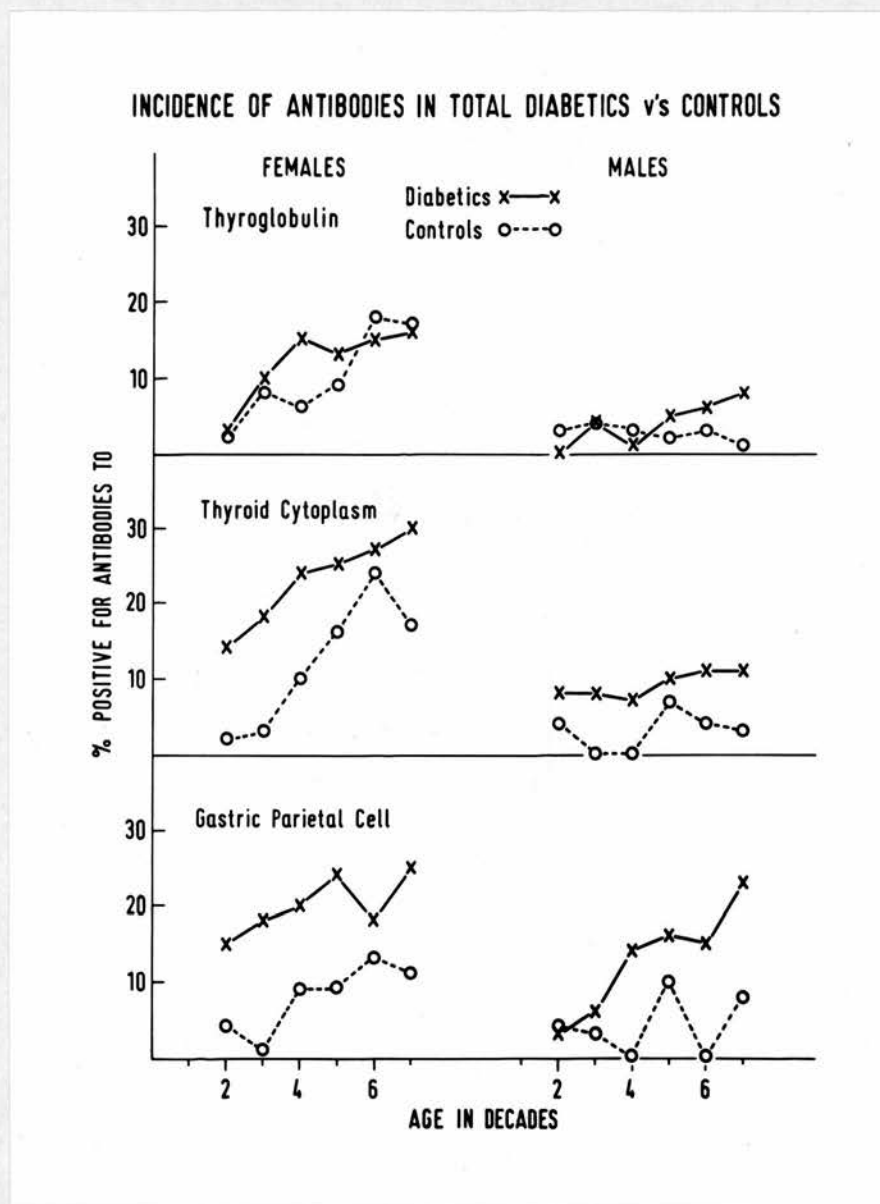 INCIDENCE OF ANTIBODIES IN TOTAL DIABETICS v's CONTROLS
FEMALES
MALES
Diabetics
Controls
Thyroglobulin
30
20
10
Thyroid Cytoplasm
30
20
10
Gastric Parietal Cell
30
20
10
% POSITIVE FOR ANTIBODIES TO
2 4 6
2 4 6
AGE IN DECADES